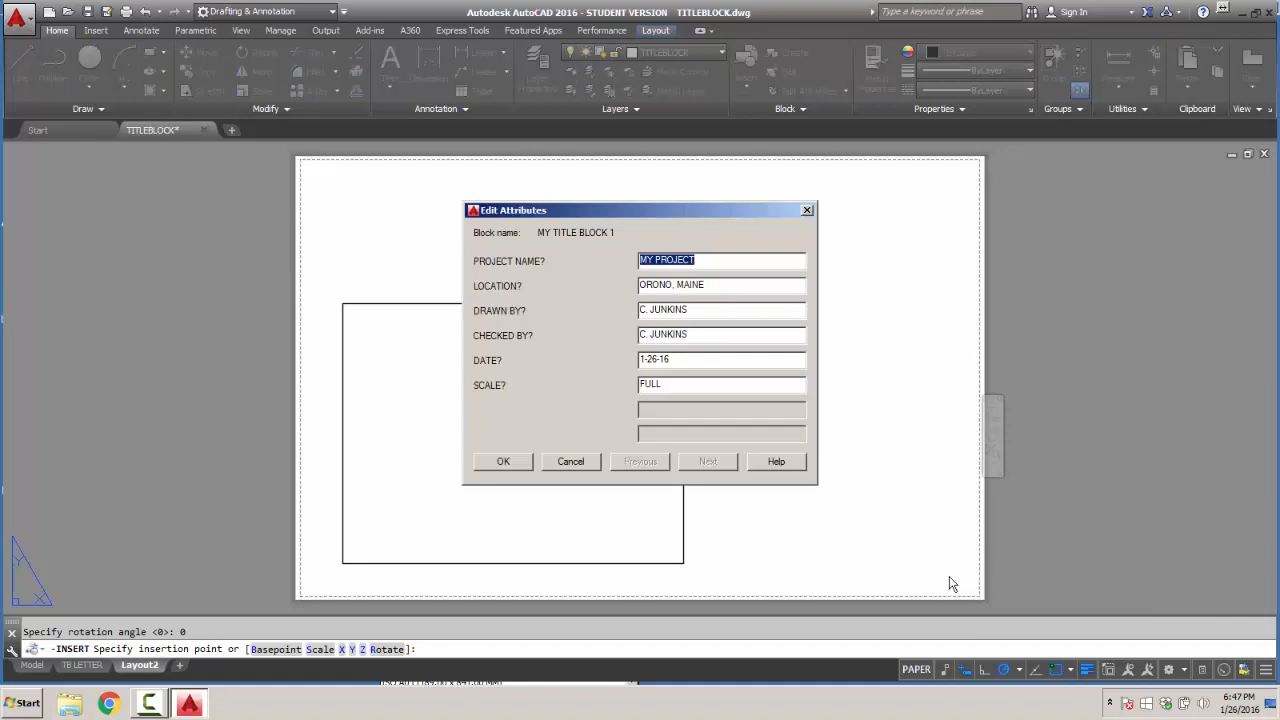 Drafting & Annotation
Autodesk AutoCAD 2016 - STUDENT VERSION TITLEBLOCK.dwg
Type a keyword or phrase
Sign In
Home Insert Annotate Parametric View Manage Output Add-ins A360 Express Tools Featured Apps Performance Layout
TITLEBLOCK
ByLayer
ByLayer
Draw Modify Annotation Layers Block Properties Groups Utilities Clipboard View
Start TITLEBLOCK*
Edit Attributes
Block name: MY TITLE BLOCK 1
PROJECT NAME? MY PROJECT
LOCATION? ORONO, MAINE
DRAWN BY? C. JUNKINS
CHECKED BY? C. JUNKINS
DATE? 1-26-16
SCALE? FULL
OK Cancel Previous Next Help
Y
X
Specify rotation angle <0>: 0
-INSERT Specify insertion point or [Basepoint Scale X Y Z Rotate]:
Model TB LETTER Layout2
PAPER
Start
6:47 PM
1/26/2016